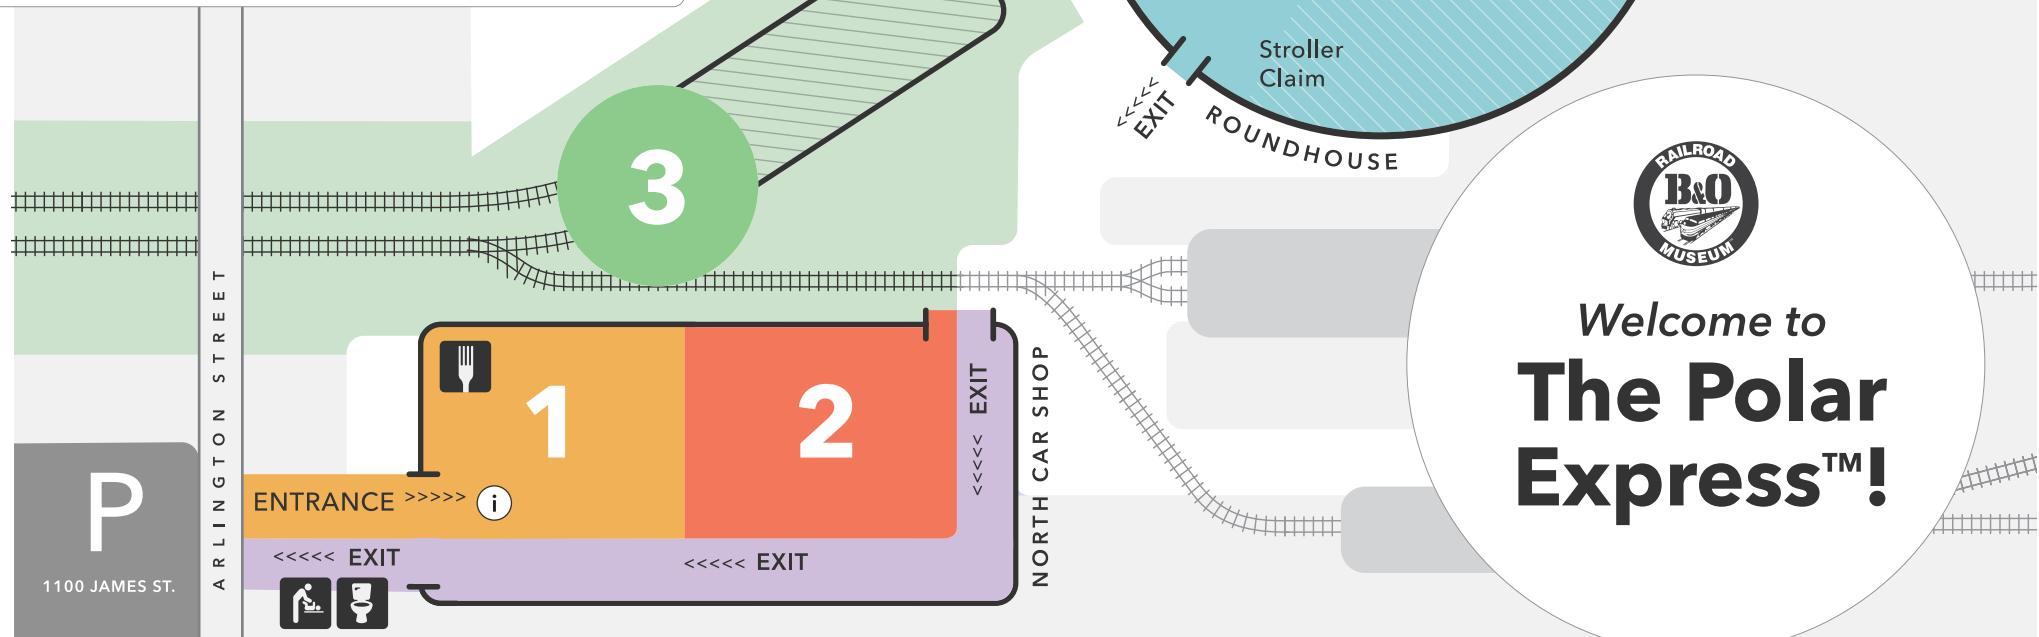 Stroller
Claim
<<<<<
EXIT
ROUNDHOUSE
3
RAILROAD
B&O
MUSEUM™
Welcome to
The Polar
Express™!
1
2
EXIT
<<<<<
NORTH CAR SHOP
ARLINGTON STREET
ENTRANCE >>>>> i
<<<<< EXIT
<<<<< EXIT
P
1100 JAMES ST.